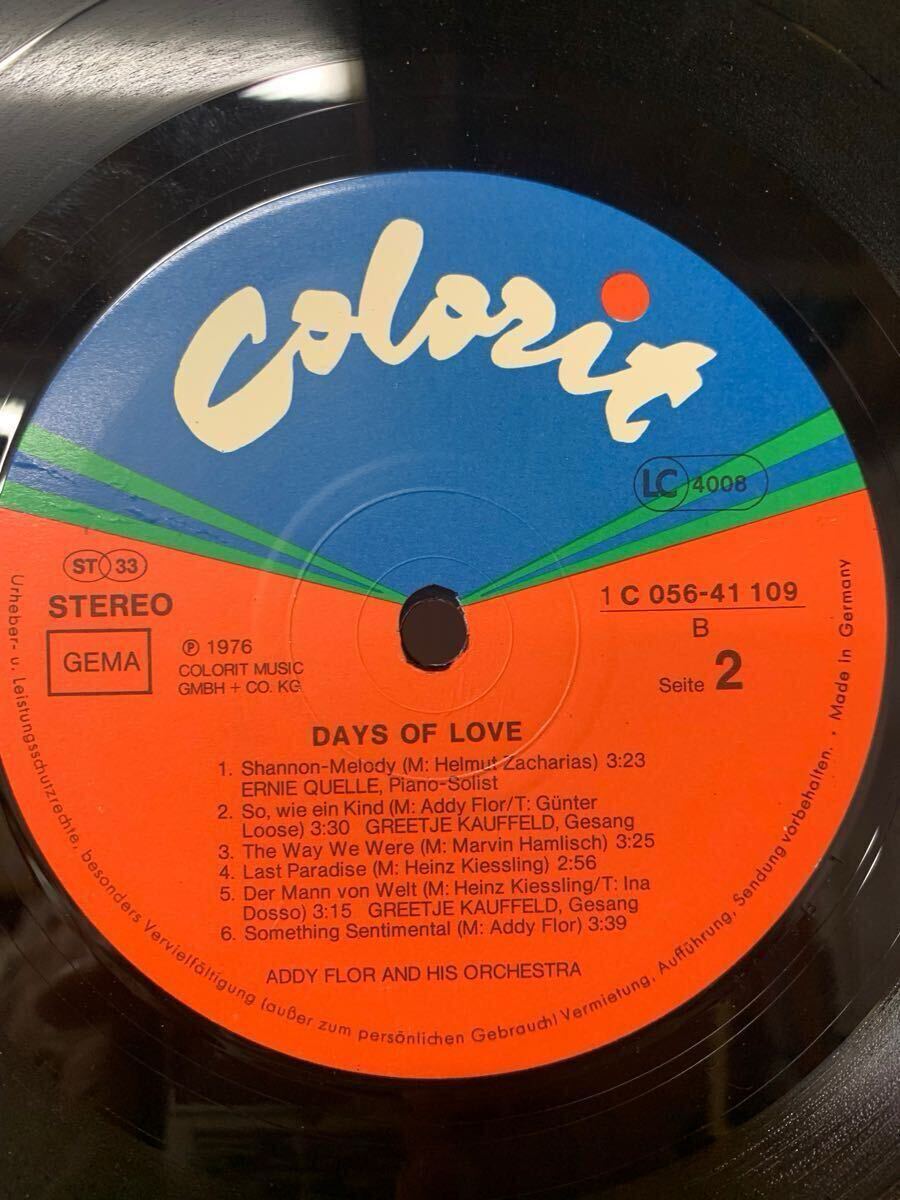 Colorit
LC 4008
ST 33
STEREO
GEMA
℗ 1976
COLORIT MUSIC
GMBH + CO. KG
1 C 056-41 109
B
Seite 2
DAYS OF LOVE
1. Shannon-Melody (M: Helmut Zacharias) 3:23
ERNIE QUELLE, Piano-Solist
2. So, wie ein Kind (M: Addy Flor/T: Günter
Loose) 3:30 GREETJE KAUFFELD, Gesang
3. The Way We Were (M: Marvin Hamlisch) 3:25
4. Last Paradise (M: Heinz Kiessling) 2:56
5. Der Mann von Welt (M: Heinz Kiessling/T: Ina
Dosso) 3:15 GREETJE KAUFFELD, Gesang
6. Something Sentimental (M: Addy Flor) 3:39
ADDY FLOR AND HIS ORCHESTRA
Urheber- u. Leistungsschutzrechte, besonders Vervielfältigung (außer zum persönlichen Gebrauch) Vermietung, Aufführung, Sendung vorbehalten. • Made in Germany